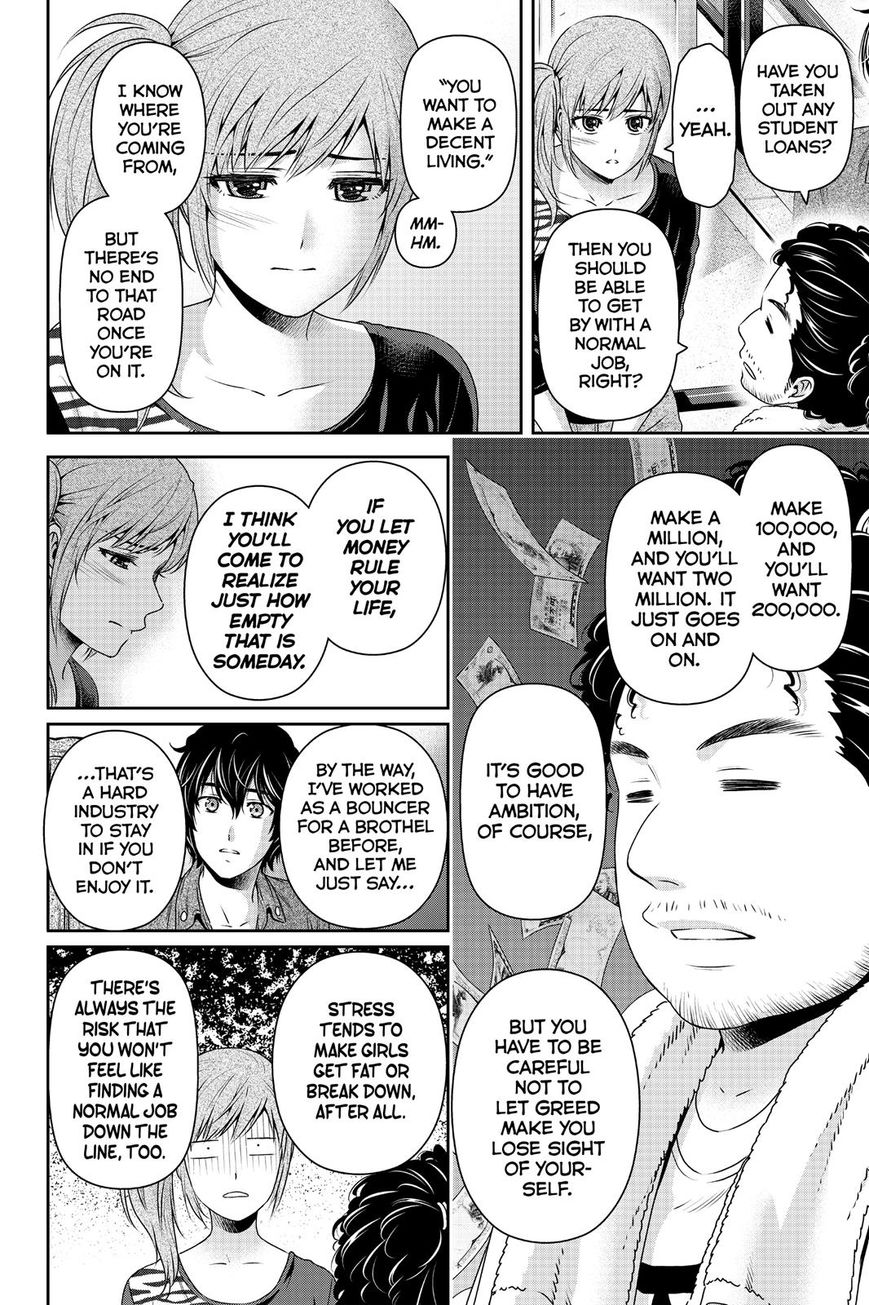 HAVE YOU
TAKEN
OUT ANY
STUDENT
LOANS?
...
YEAH.
THEN YOU
SHOULD
BE ABLE
TO GET
BY WITH A
NORMAL
JOB,
RIGHT?
“YOU
WANT TO
MAKE A
DECENT
LIVING.”
MM-
HM.
I KNOW
WHERE
YOU'RE
COMING
FROM,
BUT
THERE'S
NO END
TO THAT
ROAD
ONCE
YOU'RE
ON IT.
MAKE
100,000,
AND
YOU'LL
WANT
200,000.
MAKE A
MILLION,
AND YOU'LL
WANT TWO
MILLION. IT
JUST GOES
ON AND
ON.
IT'S GOOD
TO HAVE
AMBITION,
OF COURSE,
BUT YOU
HAVE TO BE
CAREFUL
NOT TO
LET GREED
MAKE YOU
LOSE SIGHT
OF YOUR-
SELF.
IF
YOU LET
MONEY
RULE
YOUR
LIFE,
I THINK
YOU'LL
COME TO
REALIZE
JUST HOW
EMPTY
THAT IS
SOMEDAY.
BY THE WAY,
I'VE WORKED
AS A BOUNCER
FOR A BROTHEL
BEFORE,
AND LET ME
JUST SAY...
...THAT'S
A HARD
INDUSTRY
TO STAY
IN IF YOU
DON'T
ENJOY IT.
STRESS
TENDS TO
MAKE GIRLS
GET FAT OR
BREAK DOWN,
AFTER ALL.
THERE'S
ALWAYS THE
RISK THAT
YOU WON'T
FEEL LIKE
FINDING A
NORMAL JOB
DOWN THE
LINE, TOO.